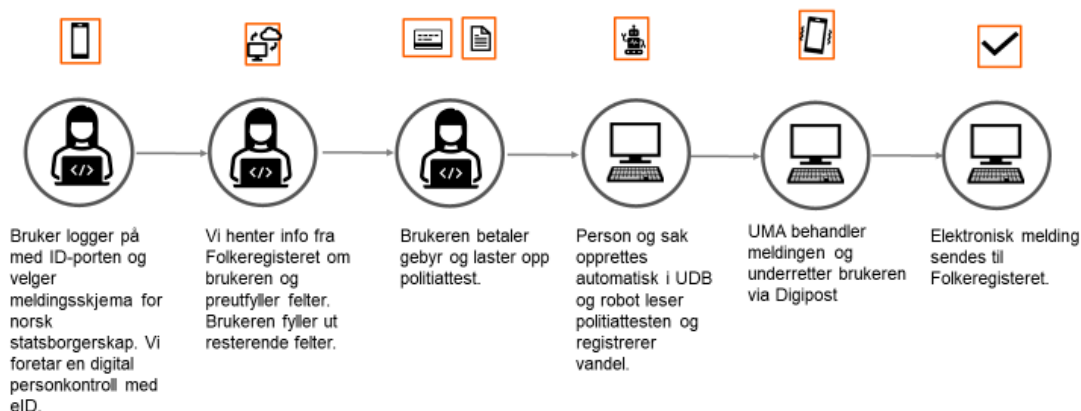 Bruker logger på
med ID-porten og
velger
meldingsskjema for
norsk
statsborgerskap. Vi
foretar en digital
personkontroll med
eID.
Vi henter info fra
Folkeregisteret om
brukeren og
preutfyller felter.
Brukeren fyller ut
resterende felter.
Brukeren betaler
gebyr og laster opp
politiattest.
Person og sak
opprettes
automatisk i UDB
og robot leser
politiattesten og
registrerer
vandel.
UMA behandler
meldingen og
underretter brukeren
via Digipost
Elektronisk melding
sendes til
Folkeregisteret.